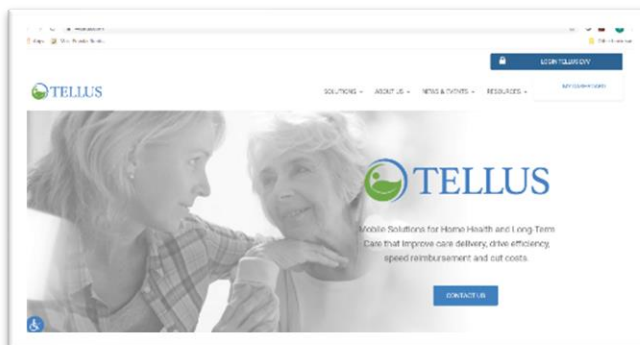 LOGIN TELLUS EVV
TELLUS
SOLUTIONS
ABOUT US
NEWS & EVENTS
RESOURCES
TELLUS
Mobile Solutions for Home Health and Long-Term
Care that improve care delivery, drive efficiency,
speed reimbursement and cut costs.
CONTACT US